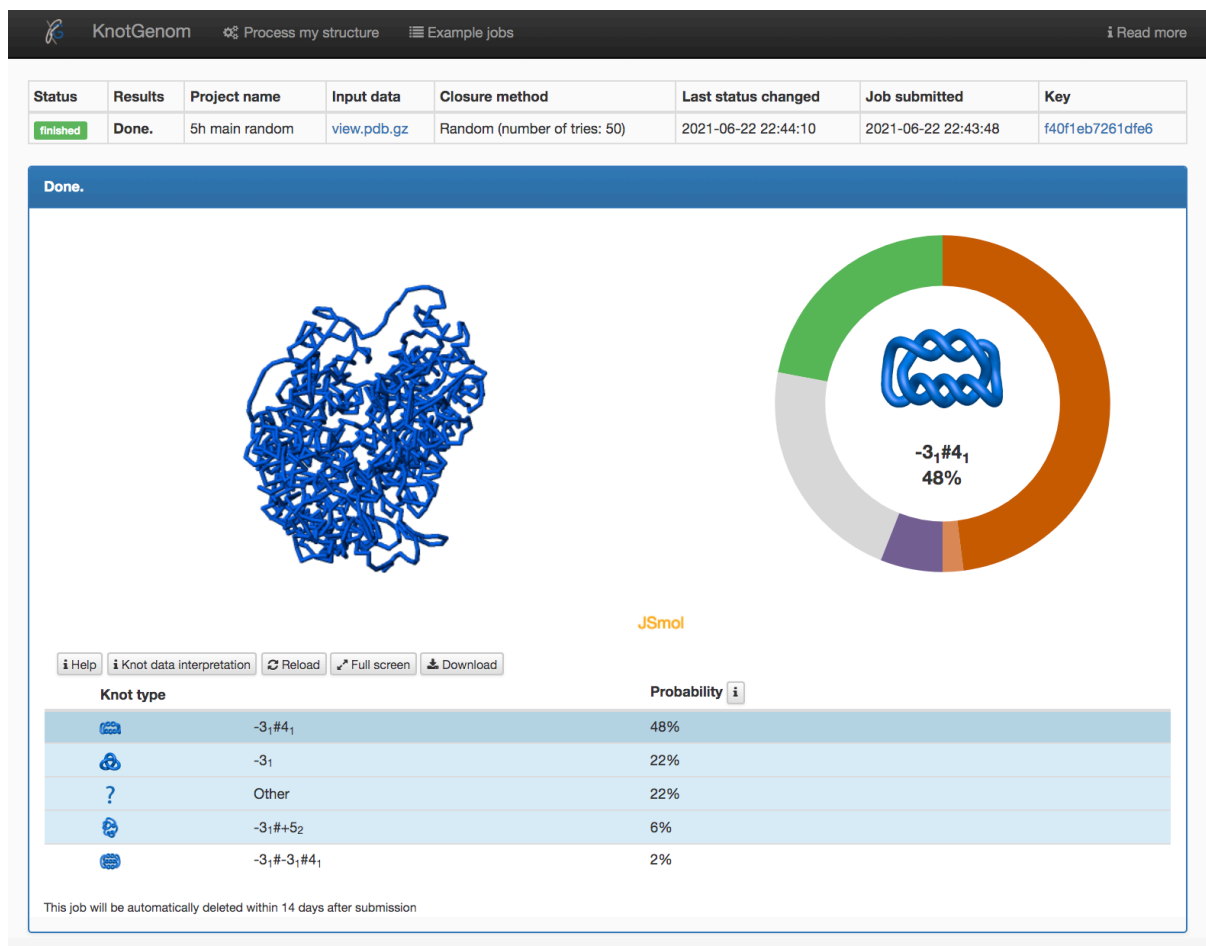 KnotGenom Process my structure Example jobs Read more
Status Results Project name Input data Closure method Last status changed Job submitted Key
finished Done. 5h main random view.pdb.gz Random (number of tries: 50) 2021-06-22 22:44:10 2021-06-22 22:43:48 f40f1eb7261dfe6
Done.
-3₁#4₁
48%
JSmol
Help Knot data interpretation Reload Full screen Download
Knot type Probability
-3₁#4₁ 48%
-3₁ 22%
? Other 22%
-3₁#+5₂ 6%
-3₁#-3₁#4₁ 2%
This job will be automatically deleted within 14 days after submission